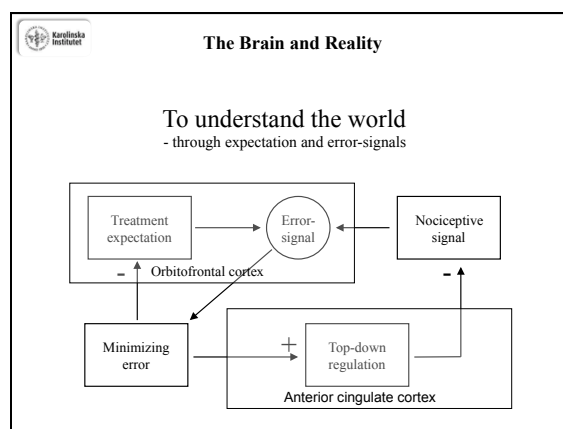 Karolinska
Institutet
The Brain and Reality
To understand the world
- through expectation and error-signals
Treatment
expectation
Error-
signal
Nociceptive
signal
-
Orbitofrontal cortex
-
Minimizing
error
+
Top-down
regulation
Anterior cingulate cortex